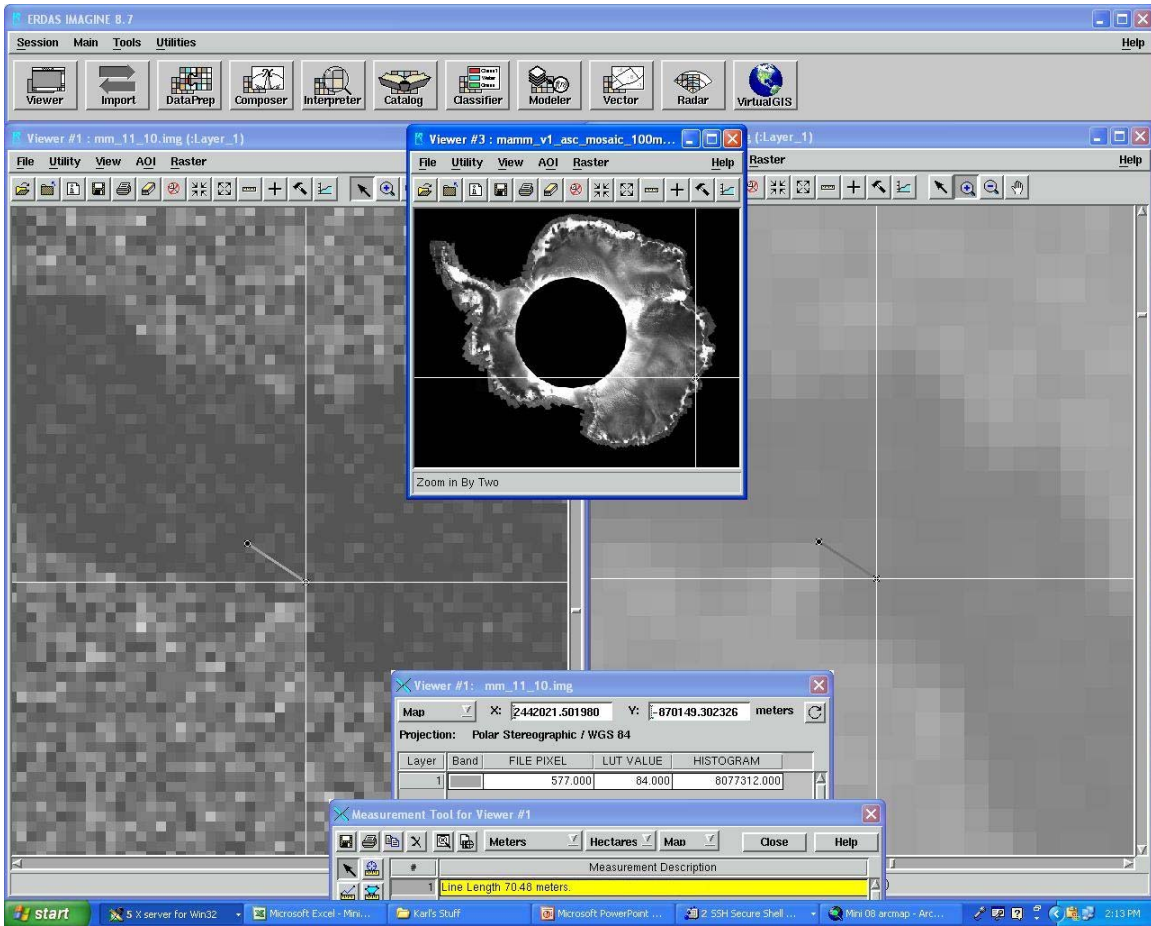 ERDAS IMAGINE 8.7
Session Main Tools Utilities Help
Viewer Import DataPrep Composer Interpreter Catalog Classifier Modeler Vector Radar VirtualGIS
Viewer #1 : mm_11_10.img (:Layer_1)
File Utility View AOI Raster
Viewer #3 : mamm_v1_asc_mosaic_100m...
File Utility View AOI Raster Help
Zoom in By Two
(:Layer_1)
Raster Help
Viewer #1: mm_11_10.img
Map X: 2442021.501980 Y: -870149.302326 meters
Projection: Polar Stereographic / WGS 84
Layer Band FILE PIXEL LUT VALUE HISTOGRAM
1 577.000 84.000 8077312.000
Measurement Tool for Viewer #1
Meters Hectares Map Close Help
# Measurement Description
1 Line Length 70.48 meters.
start 5 X server for Win32 Microsoft Excel - Mini... Karl's Stuff Microsoft PowerPoint ... 2 SSH Secure Shell ... Mini 08 arcmap - Arc... 2:13 PM